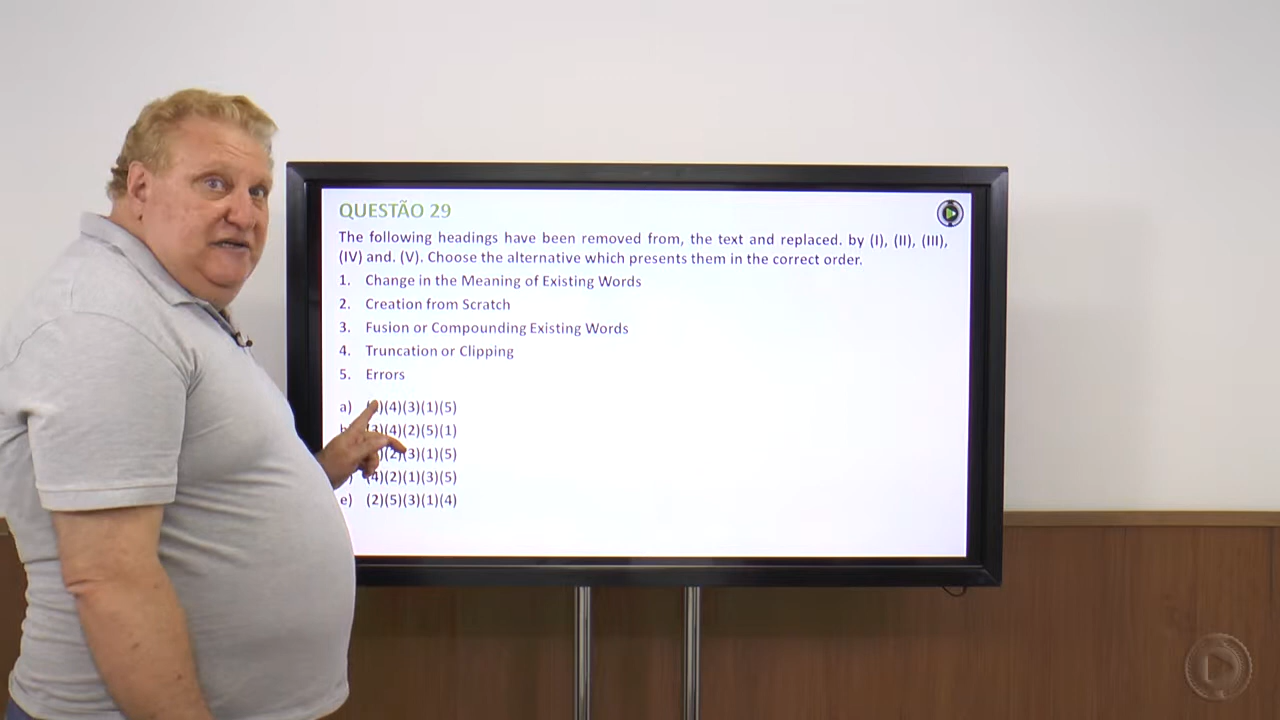 QUESTÃO 29
The following headings have been removed from, the text and replaced. by (I), (II), (III),
(IV) and. (V). Choose the alternative which presents them in the correct order.
1. Change in the Meaning of Existing Words
2. Creation from Scratch
3. Fusion or Compounding Existing Words
4. Truncation or Clipping
5. Errors
a) (4)(3)(1)(5)
(3)(4)(2)(5)(1)
(2)(3)(1)(5)
(4)(2)(1)(3)(5)
e) (2)(5)(3)(1)(4)